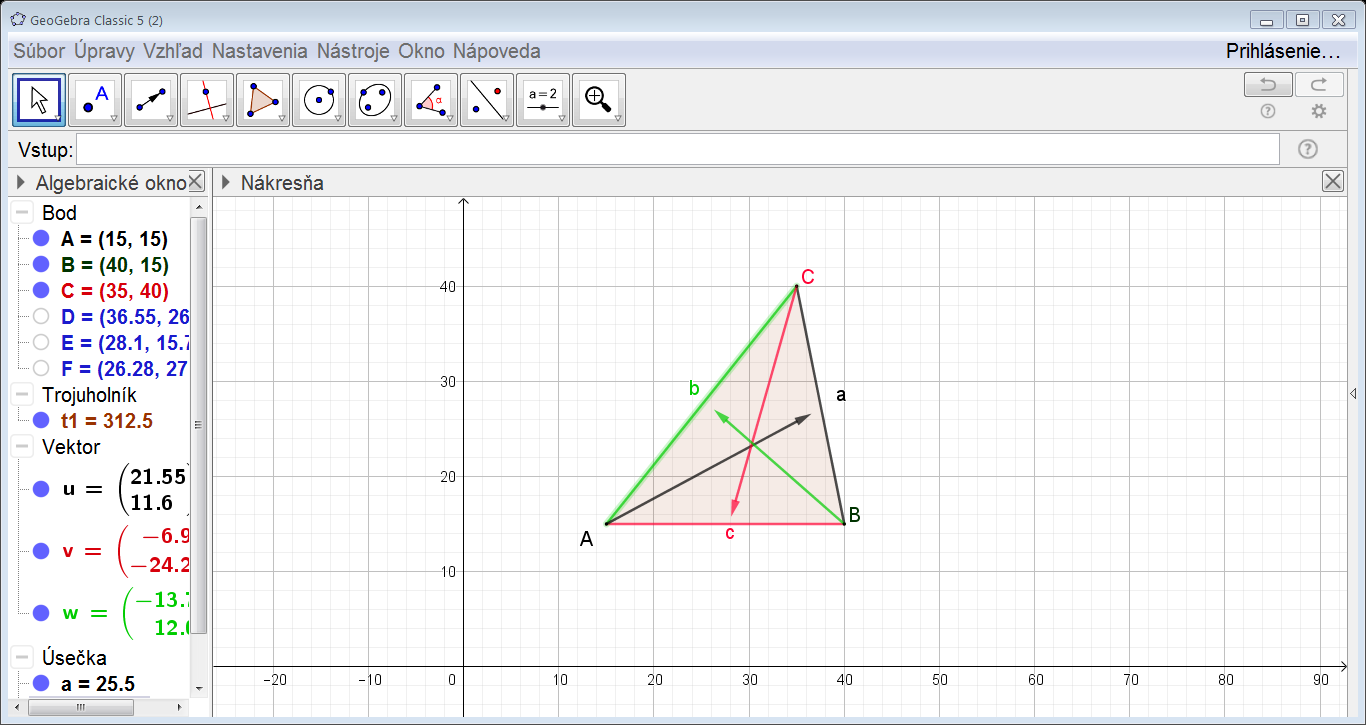 GeoGebra Classic 5 (2)
Súbor Úpravy Vzhľad Nastavenia Nástroje Okno Nápoveda Prihlásenie...
A α a=2
Vstup:
Algebraické okno
Nákresňa
Bod
A = (15, 15)
B = (40, 15)
C = (35, 40)
D = (36.55, 26
E = (28.1, 15.7
F = (26.28, 27
Trojuholník
t1 = 312.5
Vektor
u = (21.55
11.6
v = (−6.9
−24.2
w = (−13.7
12.0
Úsečka
a = 25.5
C
40
30
b
a
20
B
A
c
10
-20 -10 0 10 20 30 40 50 60 70 80 90